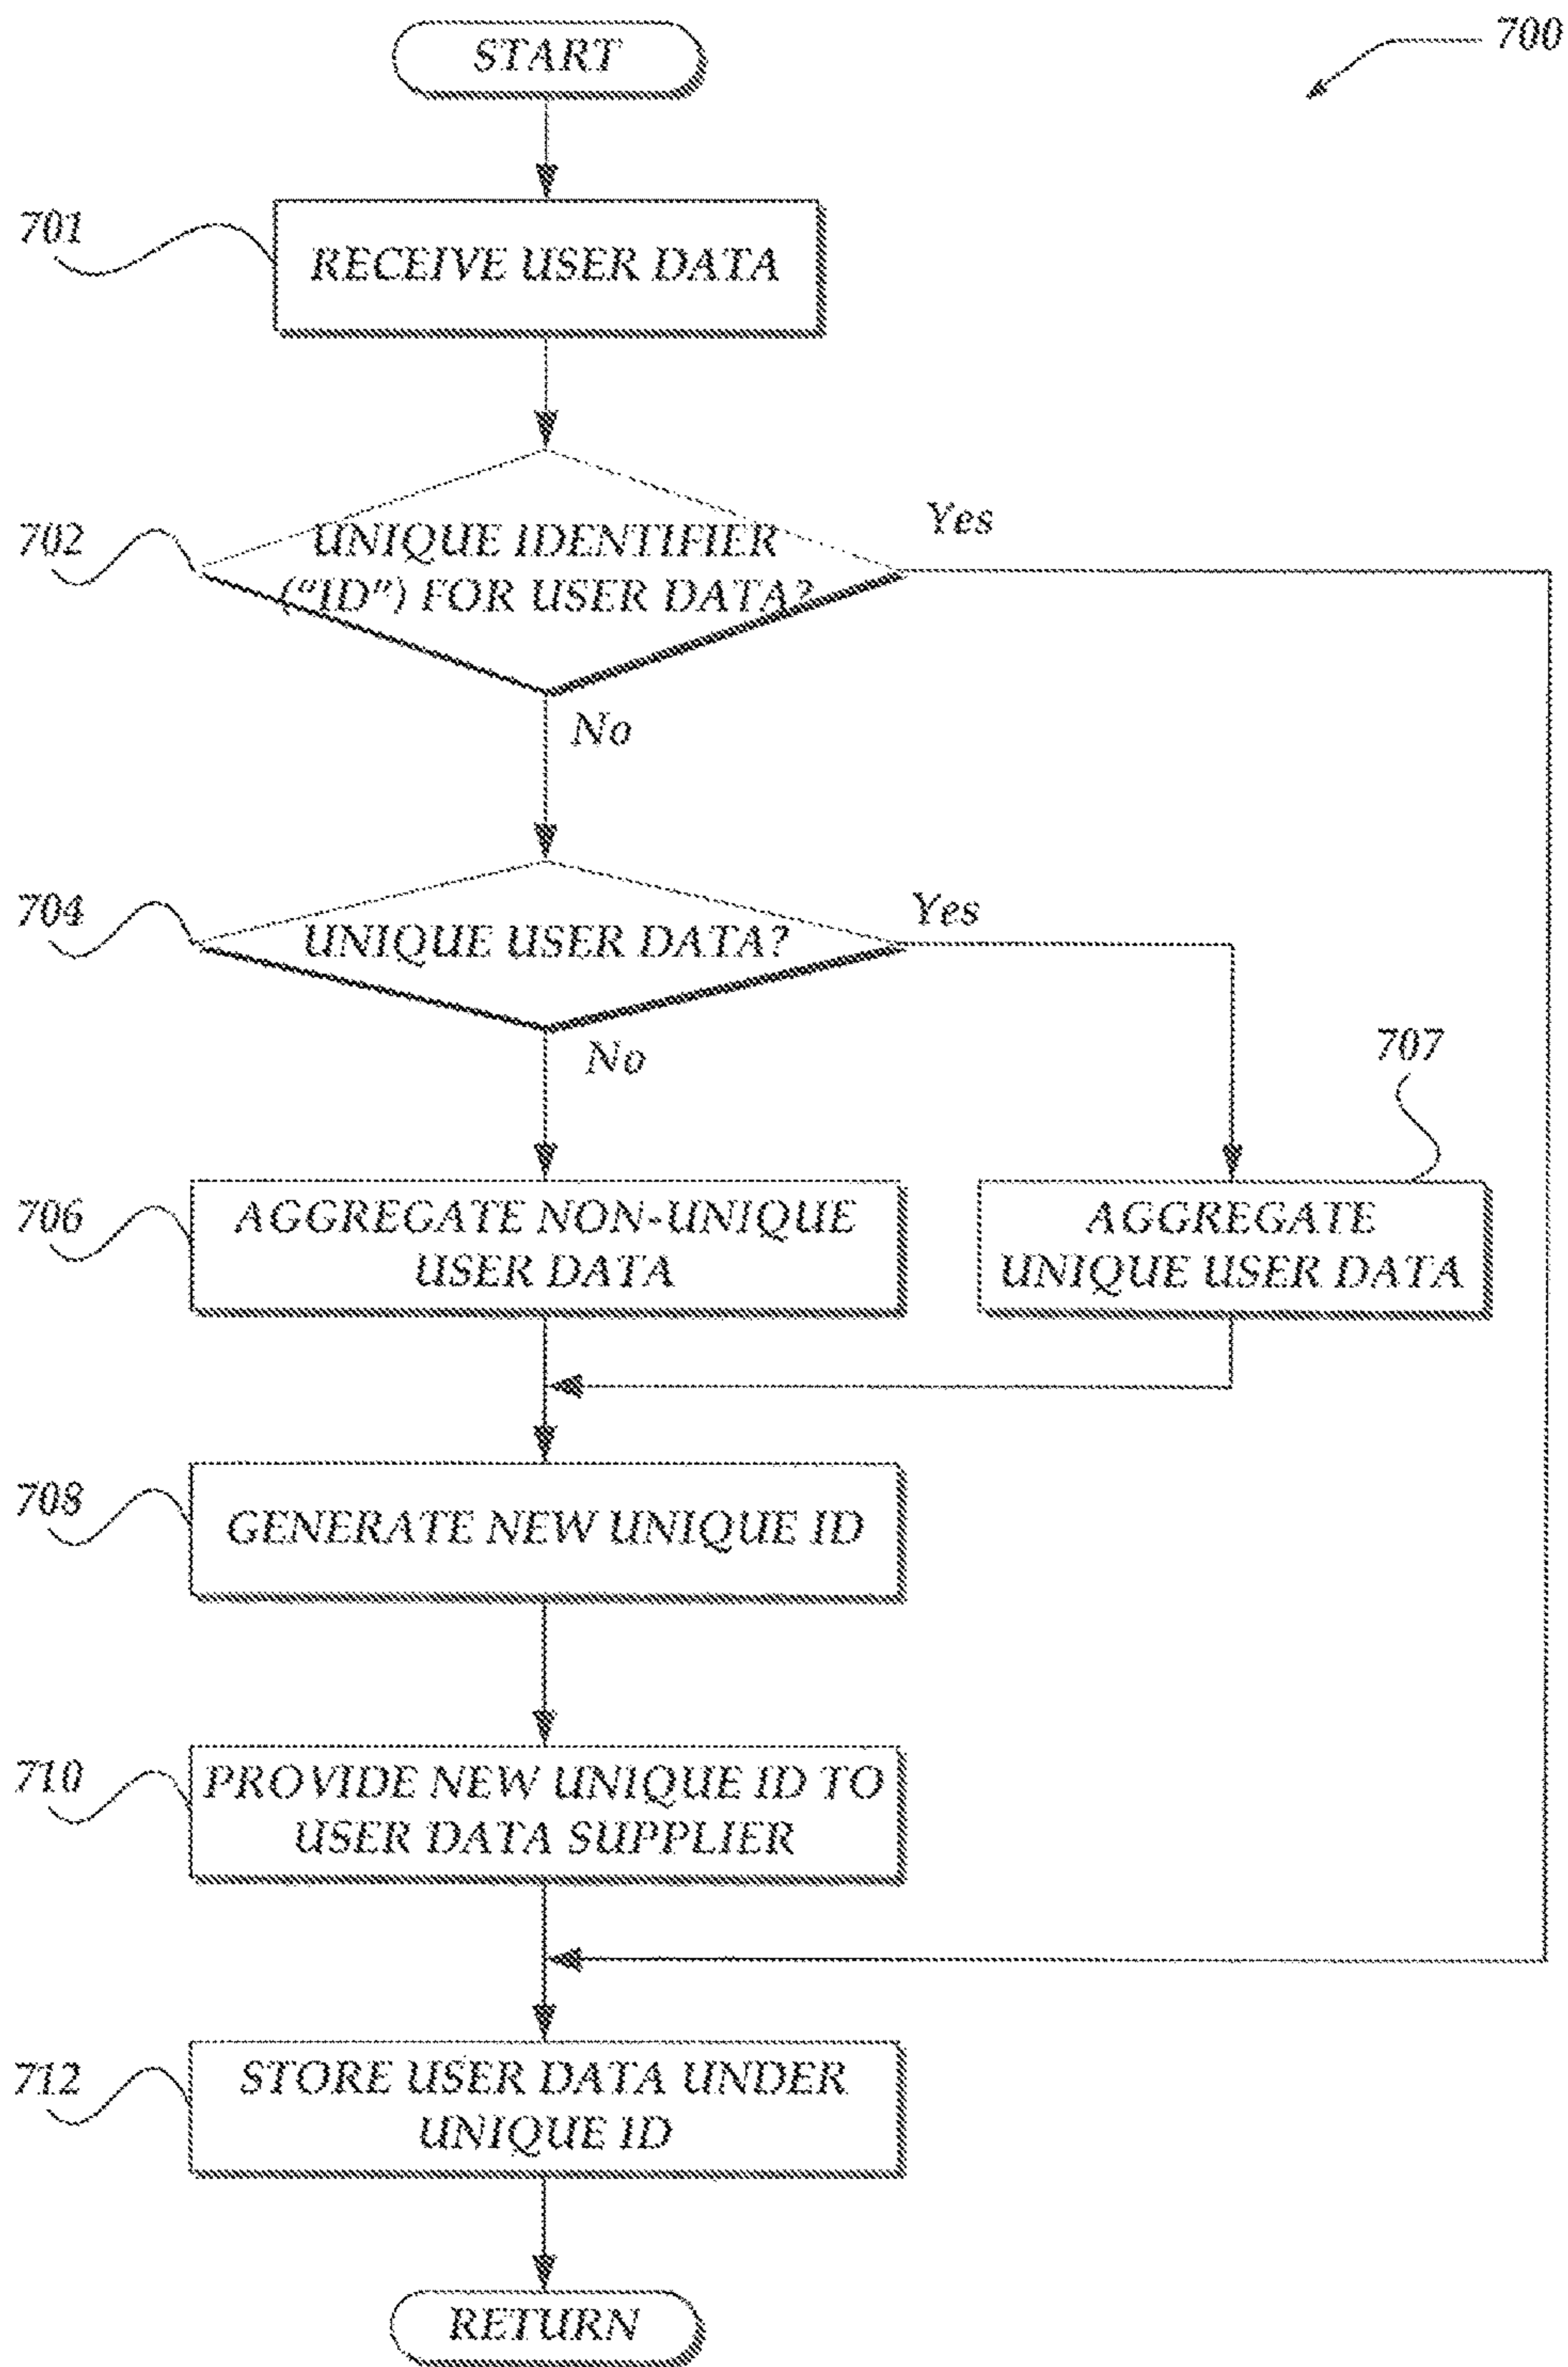 START
700
701
RECEIVE USER DATA
702
UNIQUE IDENTIFIER
("ID") FOR USER DATA?
Yes
No
704
UNIQUE USER DATA?
Yes
No
707
706
AGGREGATE NON-UNIQUE
USER DATA
AGGREGATE
UNIQUE USER DATA
708
GENERATE NEW UNIQUE ID
710
PROVIDE NEW UNIQUE ID TO
USER DATA SUPPLIER
712
STORE USER DATA UNDER
UNIQUE ID
RETURN